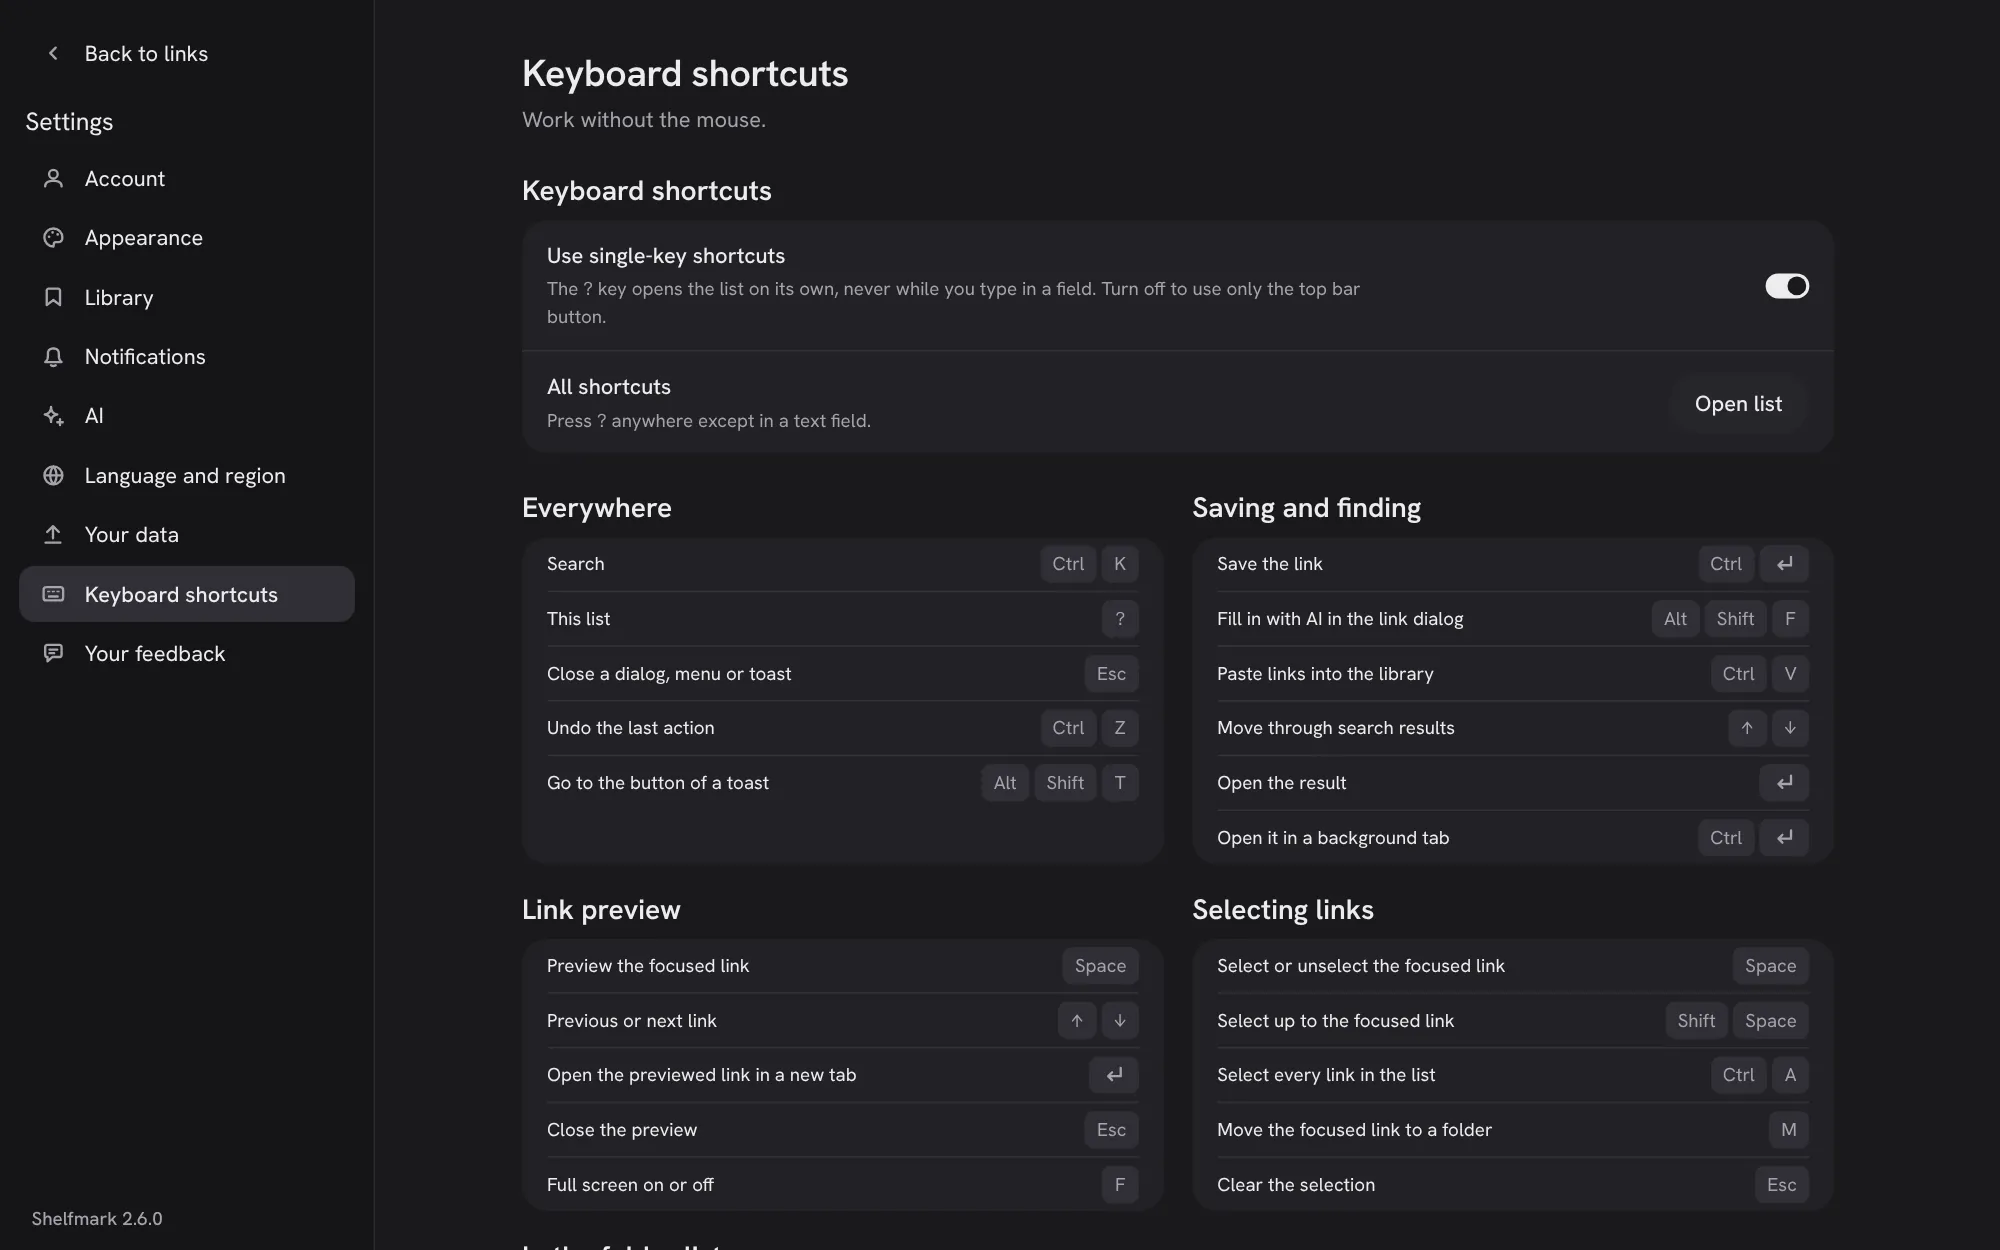 Back to links
Settings
Account
Appearance
Library
Notifications
AI
Language and region
Your data
Keyboard shortcuts
Your feedback
Shelfmark 2.6.0
Keyboard shortcuts
Work without the mouse.
Keyboard shortcuts
Use single-key shortcuts
The ? key opens the list on its own, never while you type in a field. Turn off to use only the top bar
button.
All shortcuts
Press ? anywhere except in a text field.
Open list
Everywhere
Search Ctrl K
This list ?
Close a dialog, menu or toast Esc
Undo the last action Ctrl Z
Go to the button of a toast Alt Shift T
Saving and finding
Save the link Ctrl ↵
Fill in with AI in the link dialog Alt Shift F
Paste links into the library Ctrl V
Move through search results ↑ ↓
Open the result ↵
Open it in a background tab Ctrl ↵
Link preview
Preview the focused link Space
Previous or next link ↑ ↓
Open the previewed link in a new tab ↵
Close the preview Esc
Full screen on or off F
Selecting links
Select or unselect the focused link Space
Select up to the focused link Shift Space
Select every link in the list Ctrl A
Move the focused link to a folder M
Clear the selection Esc